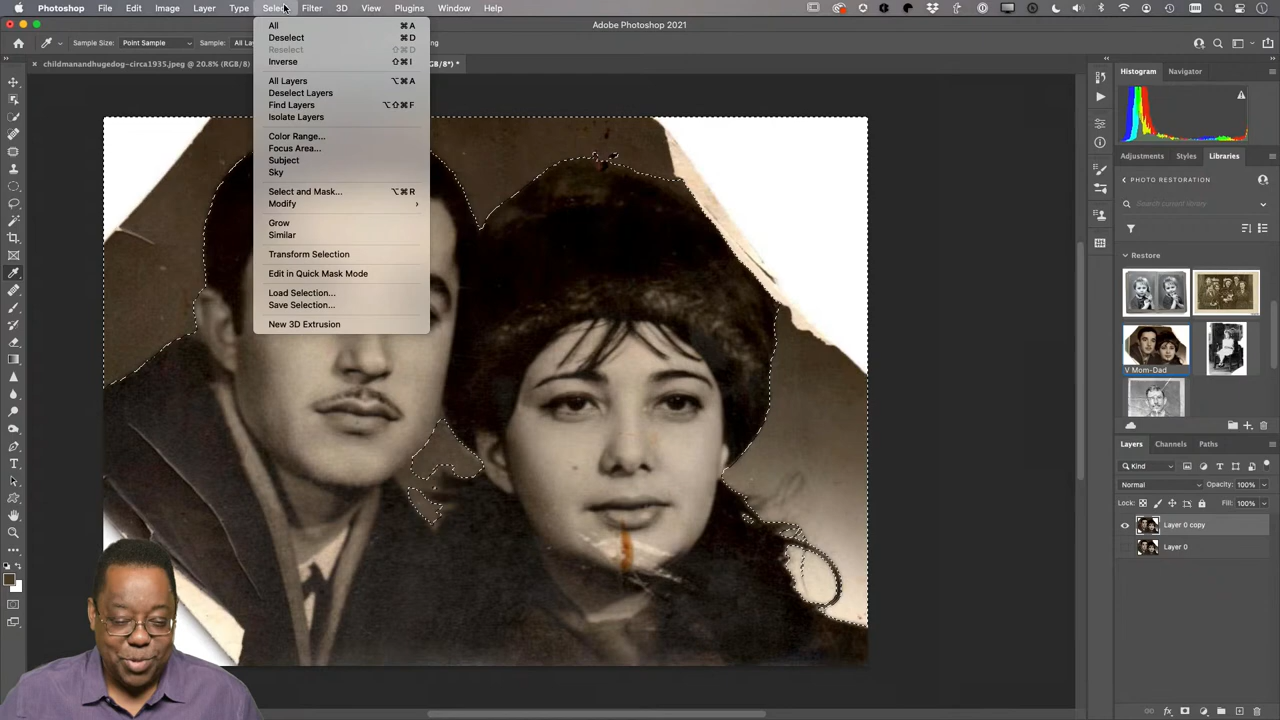 Photoshop File Edit Image Layer Type Select Filter 3D View Plugins Window Help
Adobe Photoshop 2021
Sample Size: Point Sample Sample:
childmanandhugedog-circa1935.jpeg @ 20.8% (RGB/8)
All ⌘A
Deselect ⌘D
Reselect ⇧⌘D
Inverse ⇧⌘I
All Layers ⌥⌘A
Deselect Layers
Find Layers ⌥⇧⌘F
Isolate Layers
Color Range...
Focus Area...
Subject
Sky
Select and Mask... ⌥⌘R
Modify ›
Grow
Similar
Transform Selection
Edit in Quick Mask Mode
Load Selection...
Save Selection...
New 3D Extrusion
Histogram Navigator
Adjustments Styles Libraries
PHOTO RESTORATION
Search current library
Restore
V Mom-Dad
Layers Channels Paths
Kind
Normal Opacity: 100%
Lock: Fill: 100%
Layer 0 copy
Layer 0